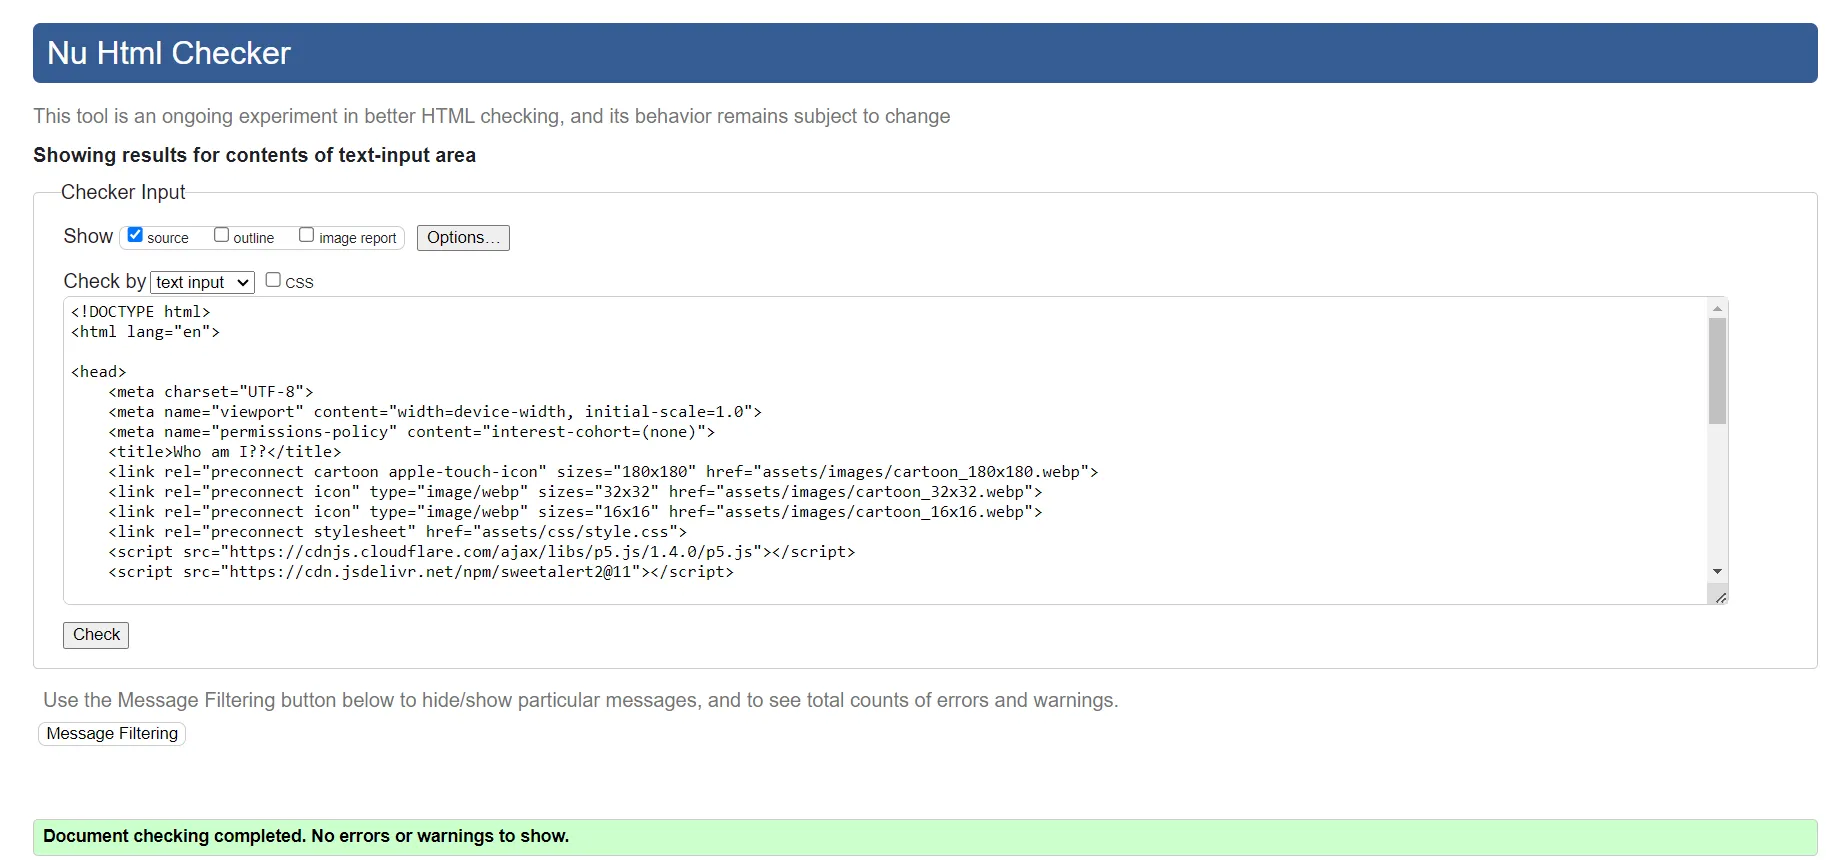 Nu Html Checker
This tool is an ongoing experiment in better HTML checking, and its behavior remains subject to change
Showing results for contents of text-input area
Checker Input
Show source outline image report Options...
Check by text input CSS
<!DOCTYPE html>
<html lang="en">
<head>
    <meta charset="UTF-8">
    <meta name="viewport" content="width=device-width, initial-scale=1.0">
    <meta name="permissions-policy" content="interest-cohort=(none)">
    <title>Who am I??</title>
    <link rel="preconnect cartoon apple-touch-icon" sizes="180x180" href="assets/images/cartoon_180x180.webp">
    <link rel="preconnect icon" type="image/webp" sizes="32x32" href="assets/images/cartoon_32x32.webp">
    <link rel="preconnect icon" type="image/webp" sizes="16x16" href="assets/images/cartoon_16x16.webp">
    <link rel="preconnect stylesheet" href="assets/css/style.css">
    <script src="https://cdnjs.cloudflare.com/ajax/libs/p5.js/1.4.0/p5.js"></script>
    <script src="https://cdn.jsdelivr.net/npm/sweetalert2@11"></script>
Check
Use the Message Filtering button below to hide/show particular messages, and to see total counts of errors and warnings.
Message Filtering
Document checking completed. No errors or warnings to show.